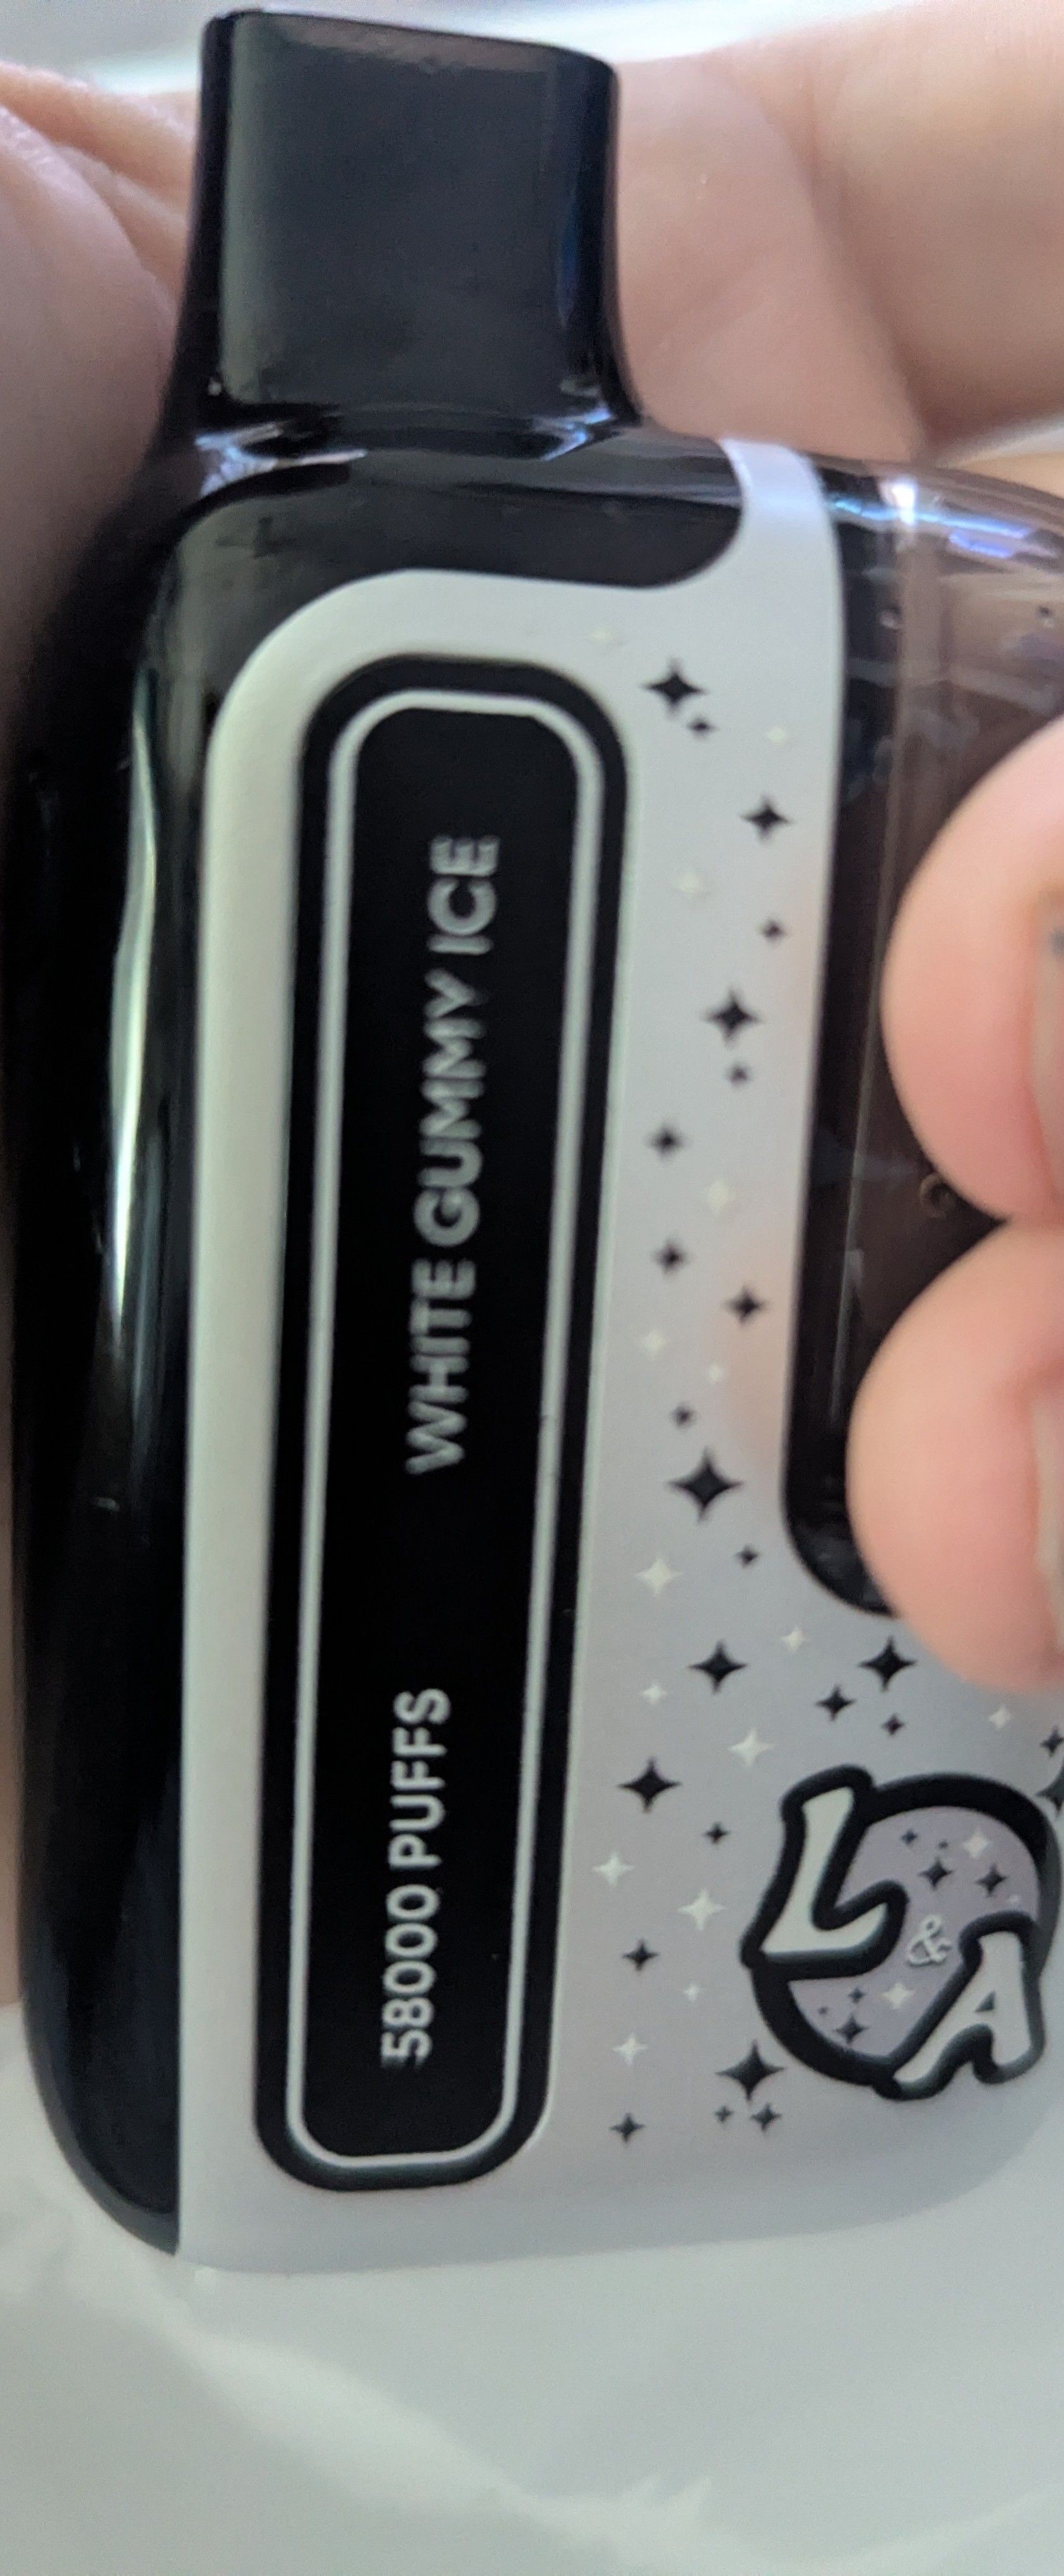 58000 PUFFS WHITE GUMMY ICE
L&A